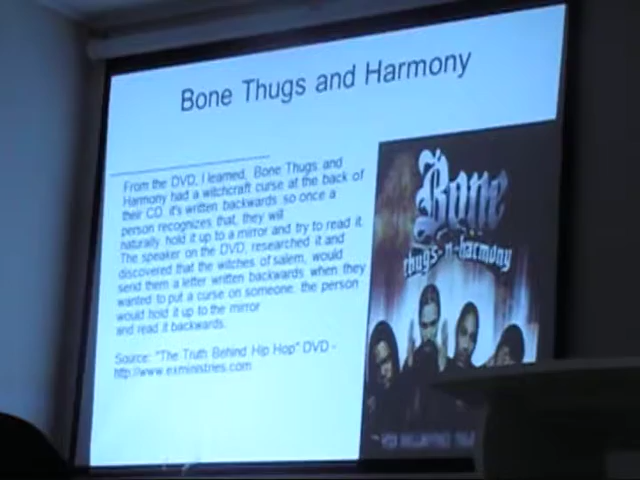 Bone Thugs and Harmony
From the DVD, I learned, Bone Thugs and
Harmony had a witchcraft curse at the back of
their CD. it's written backwards, so once a
person recognizes that, they will
naturally hold it up to a mirror and try to read it.
The speaker on the DVD, researched it and
discovered that the witches of salem, would
send them a letter written backwards when they
wanted to put a curse on someone. the person
would hold it up to the mirror
and read it backwards.
Source: "The Truth Behind Hip Hop" DVD -
http://www.exministries.com
Bone
thugs-n-harmony